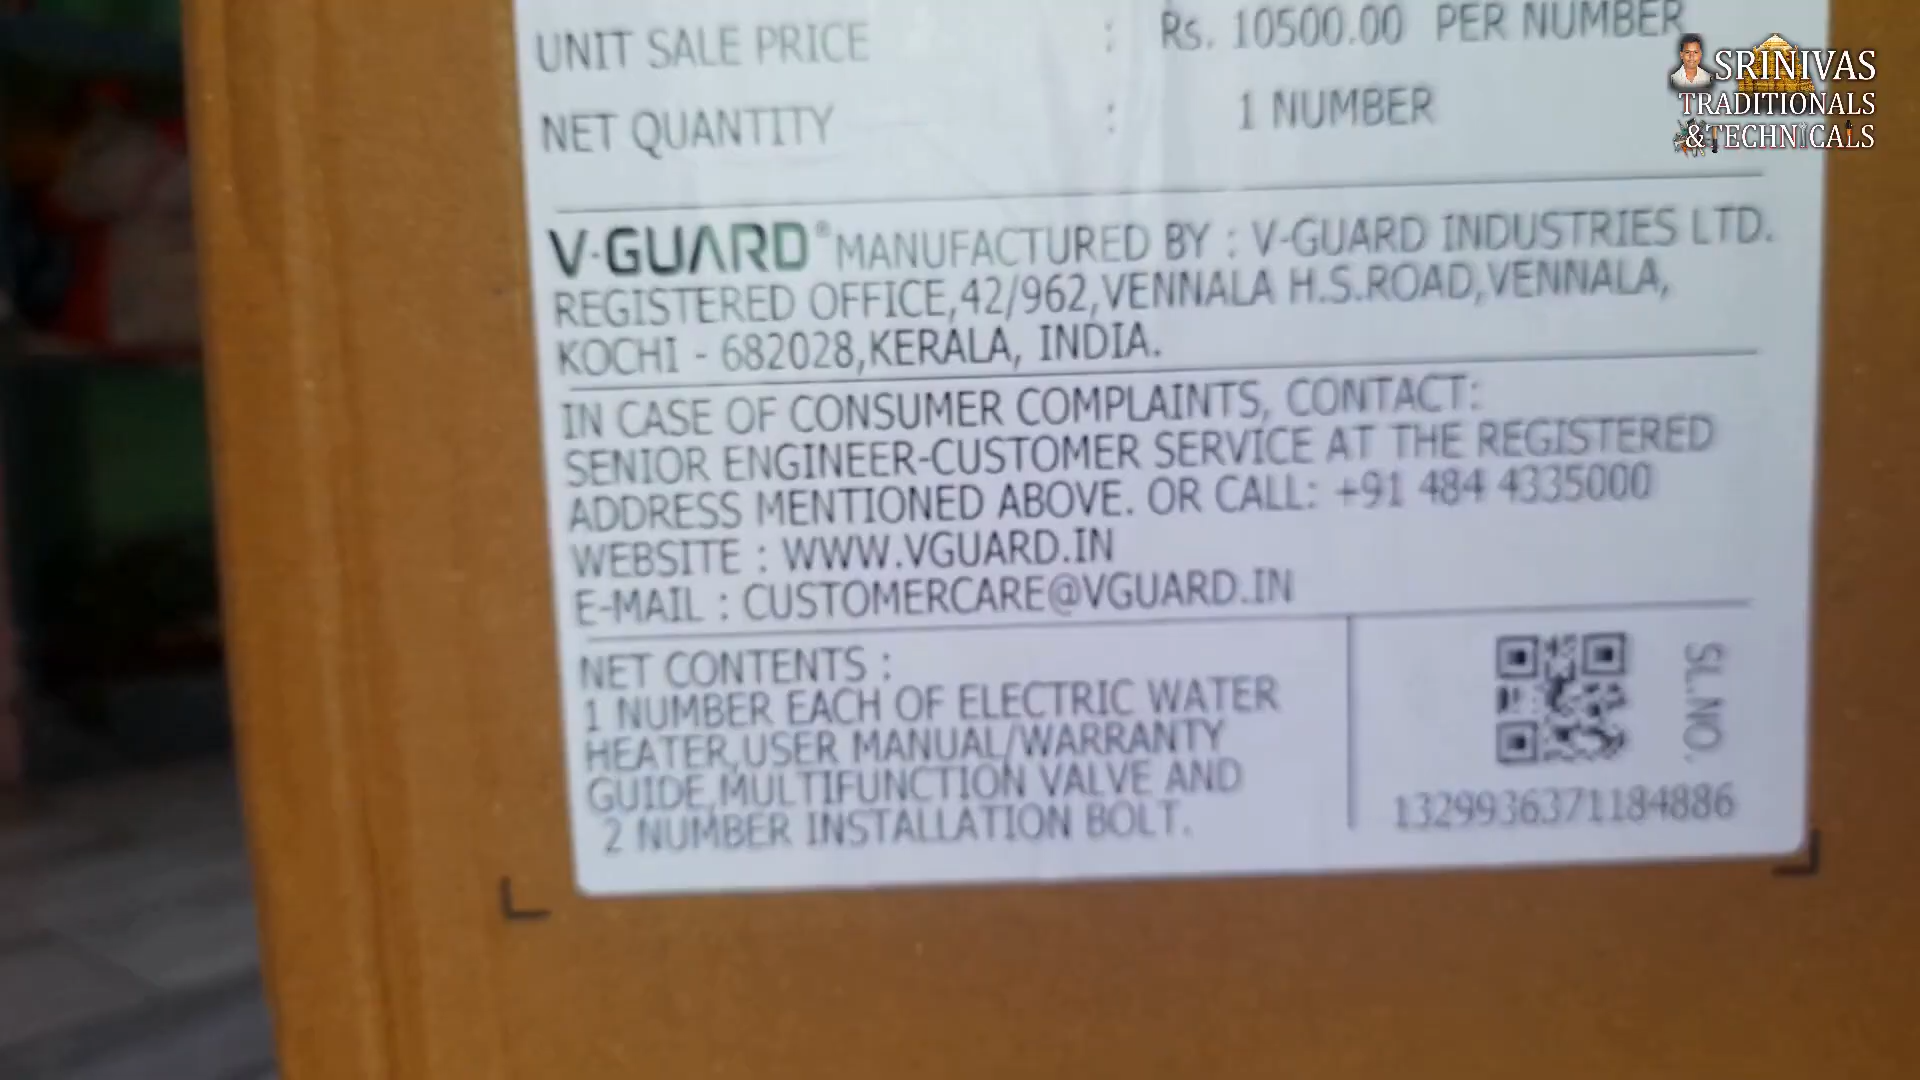 UNIT SALE PRICE : Rs. 10500.00 PER NUMBER
NET QUANTITY : 1 NUMBER
SRINIVAS
TRADITIONALS
&TECHNICALS
V-GUARD® MANUFACTURED BY : V-GUARD INDUSTRIES LTD.
REGISTERED OFFICE,42/962,VENNALA H.S.ROAD,VENNALA,
KOCHI - 682028,KERALA, INDIA.
IN CASE OF CONSUMER COMPLAINTS, CONTACT:
SENIOR ENGINEER-CUSTOMER SERVICE AT THE REGISTERED
ADDRESS MENTIONED ABOVE. OR CALL: +91 484 4335000
WEBSITE : WWW.VGUARD.IN
E-MAIL : CUSTOMERCARE@VGUARD.IN
NET CONTENTS :
1 NUMBER EACH OF ELECTRIC WATER
HEATER,USER MANUAL/WARRANTY
GUIDE,MULTIFUNCTION VALVE AND
2 NUMBER INSTALLATION BOLT.
SL.NO.
1329936371184886